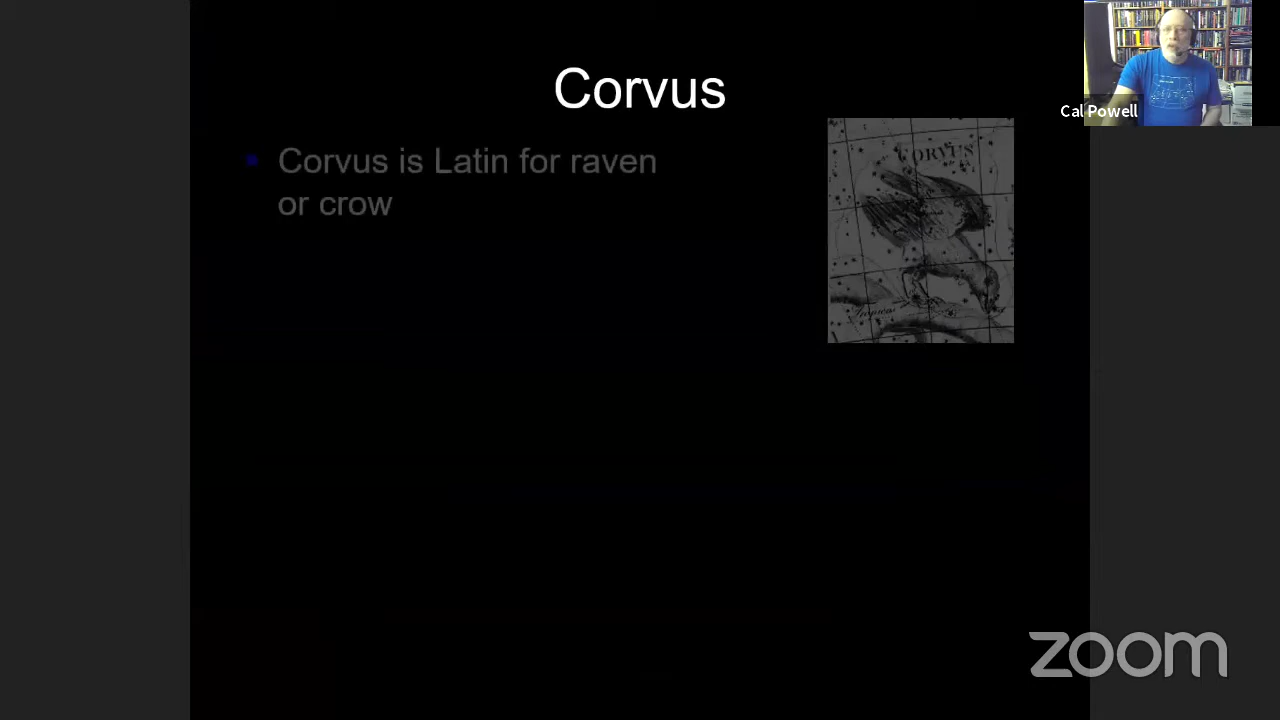 Corvus
Cal Powell
Corvus is Latin for raven
or crow
CORVUS
zoom